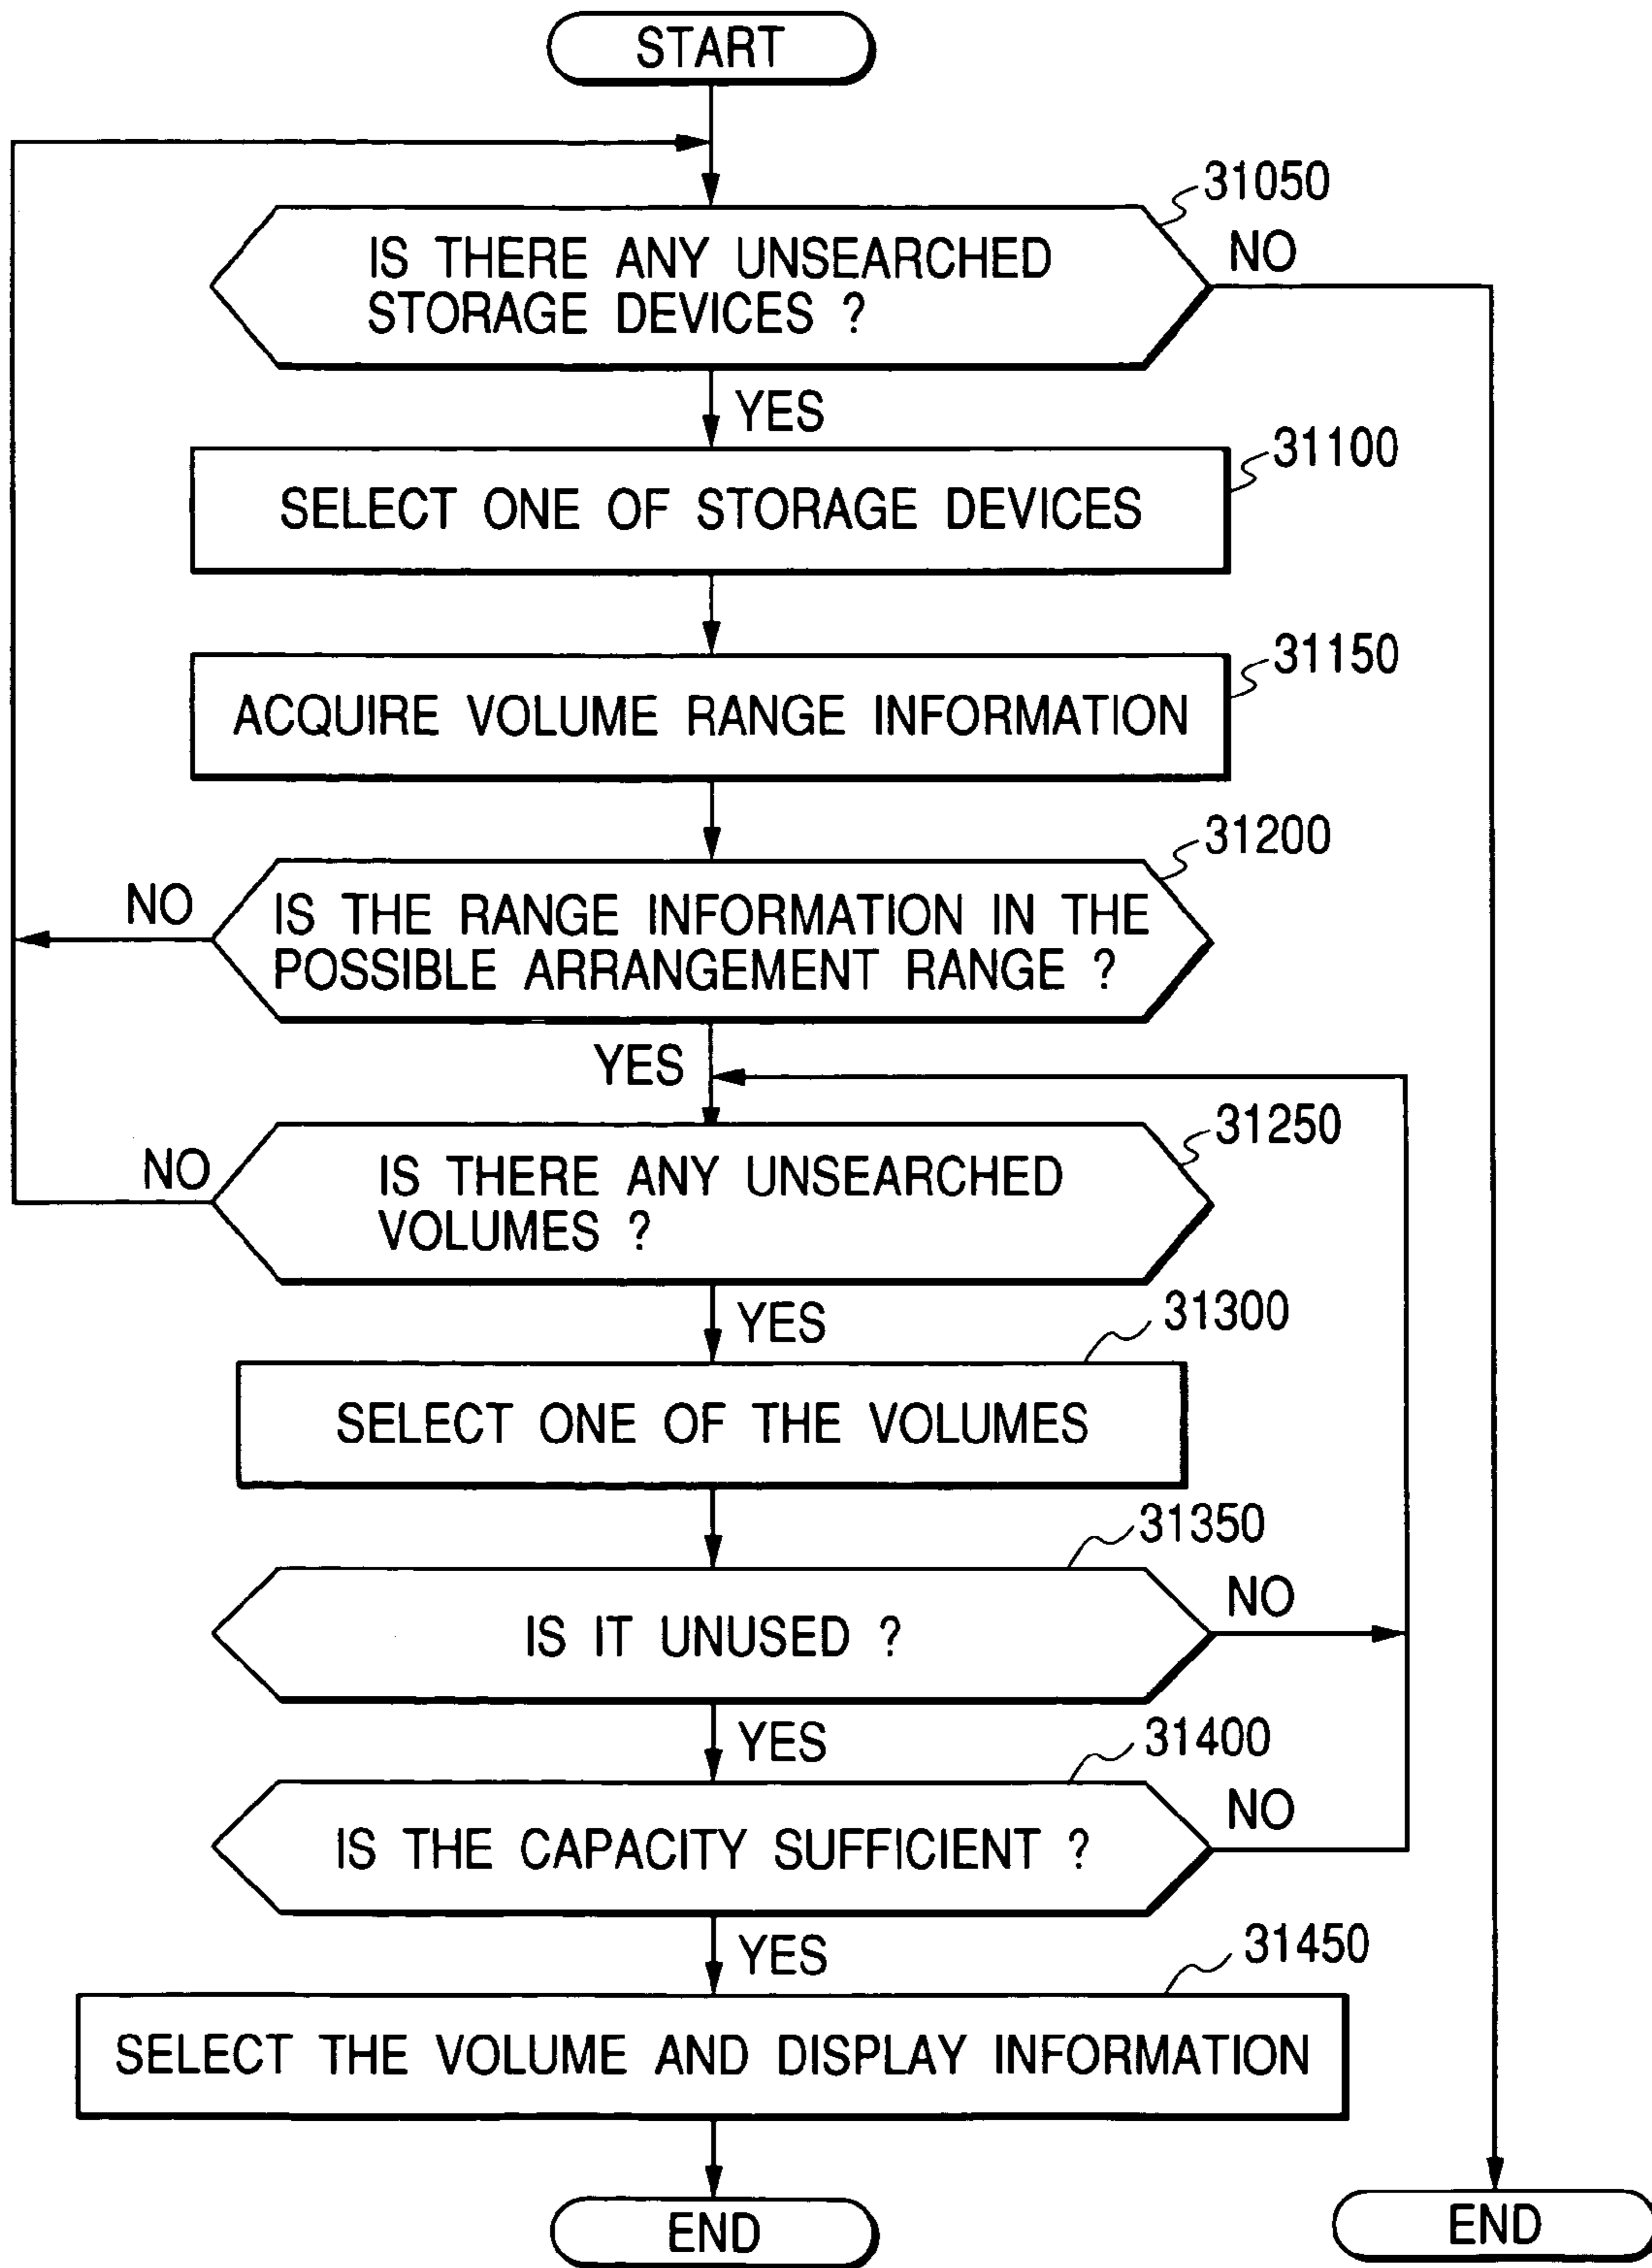 START
31050
IS THERE ANY UNSEARCHED
STORAGE DEVICES ?
NO
YES
31100
SELECT ONE OF STORAGE DEVICES
31150
ACQUIRE VOLUME RANGE INFORMATION
31200
NO
IS THE RANGE INFORMATION IN THE
POSSIBLE ARRANGEMENT RANGE ?
YES
31250
NO
IS THERE ANY UNSEARCHED
VOLUMES ?
YES
31300
SELECT ONE OF THE VOLUMES
31350
IS IT UNUSED ?
NO
YES
31400
IS THE CAPACITY SUFFICIENT ?
NO
YES
31450
SELECT THE VOLUME AND DISPLAY INFORMATION
END
END